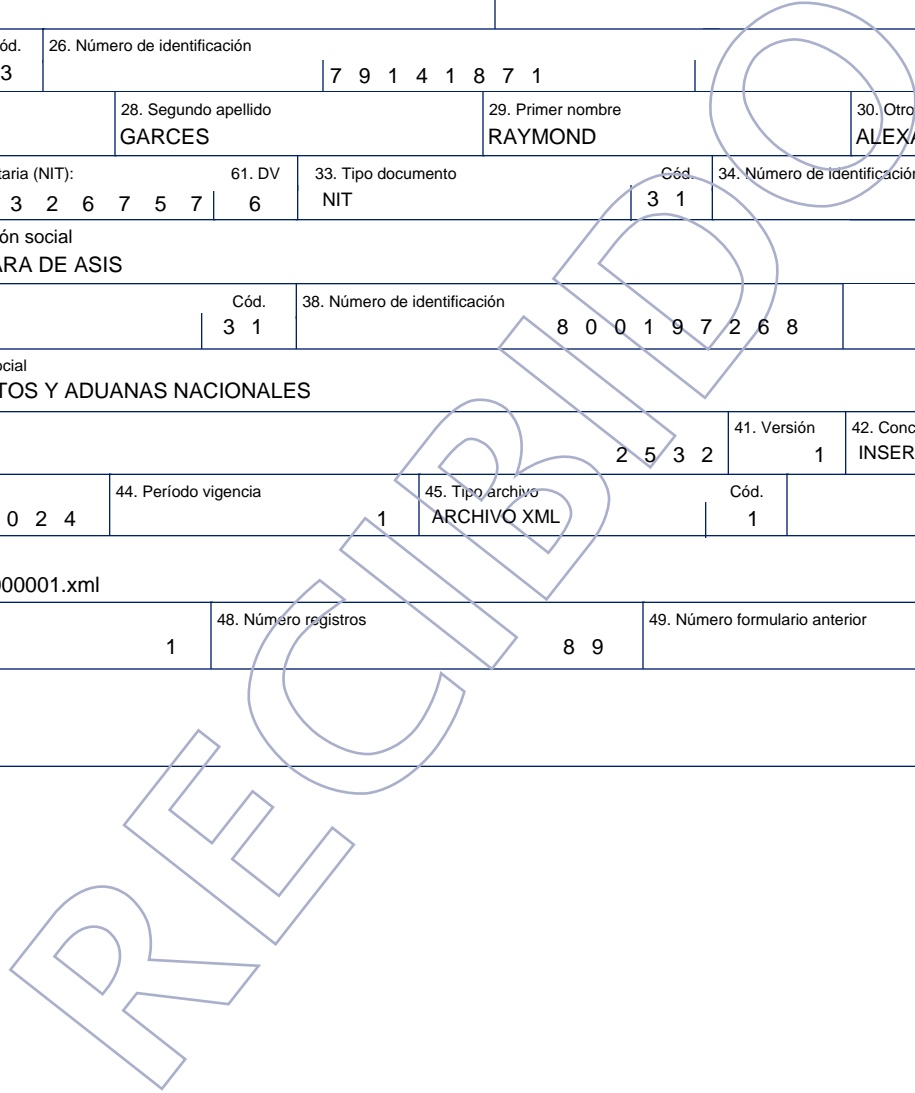 ód. 26. Número de identificación
3 7 9 1 4 1 8 7 1
28. Segundo apellido 29. Primer nombre 30. Otro
GARCES RAYMOND ALEXA
taria (NIT): 61. DV 33. Tipo documento Cód. 34. Número de identificación
3 2 6 7 5 7 6 NIT 3 1
ón social
ARA DE ASIS
Cód. 38. Número de identificación
3 1 8 0 0 1 9 7 2 6 8
ocial
TOS Y ADUANAS NACIONALES
41. Versión 42. Conc
2 5 3 2 1 INSER
44. Período vigencia 45. Tipo archivo Cód.
0 2 4 1 ARCHIVO XML 1
000001.xml
48. Número registros 49. Número formulario anterior
1 8 9
RECIBIDO